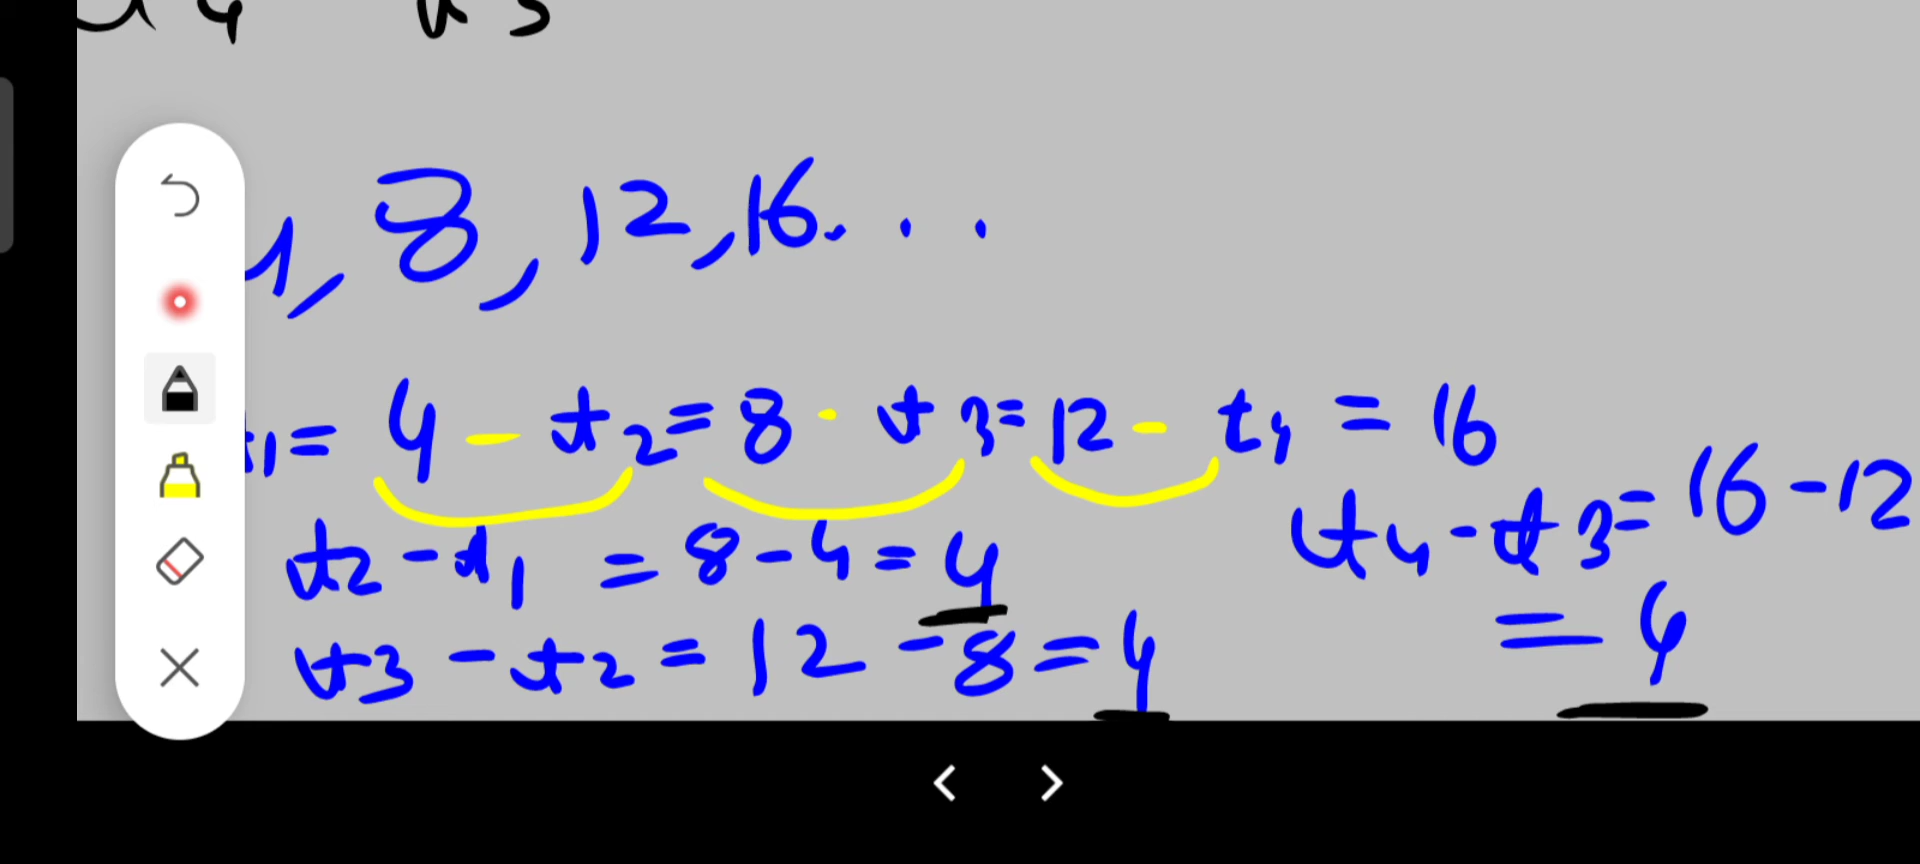 4, 8, 12, 16...
t1 = 4 - t2 = 8 - t3 = 12 - t4 = 16
t2 - t1 = 8 - 4 = 4
t3 - t2 = 12 - 8 = 4
t4 - t3 = 16 - 12
= 4